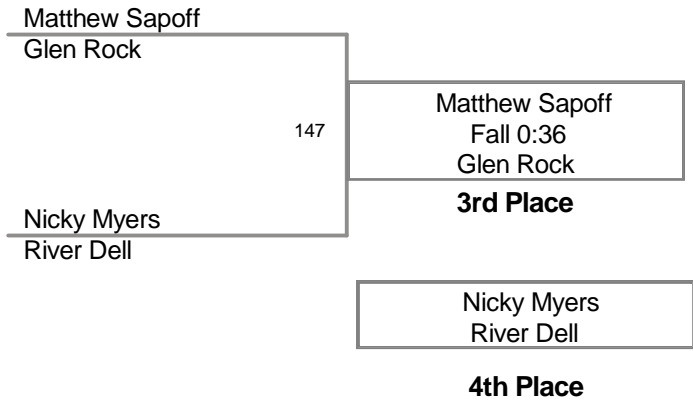 Matthew Sapoff
Glen Rock
147
Matthew Sapoff
Fall 0:36
Glen Rock
3rd Place
Nicky Myers
River Dell
Nicky Myers
River Dell
4th Place